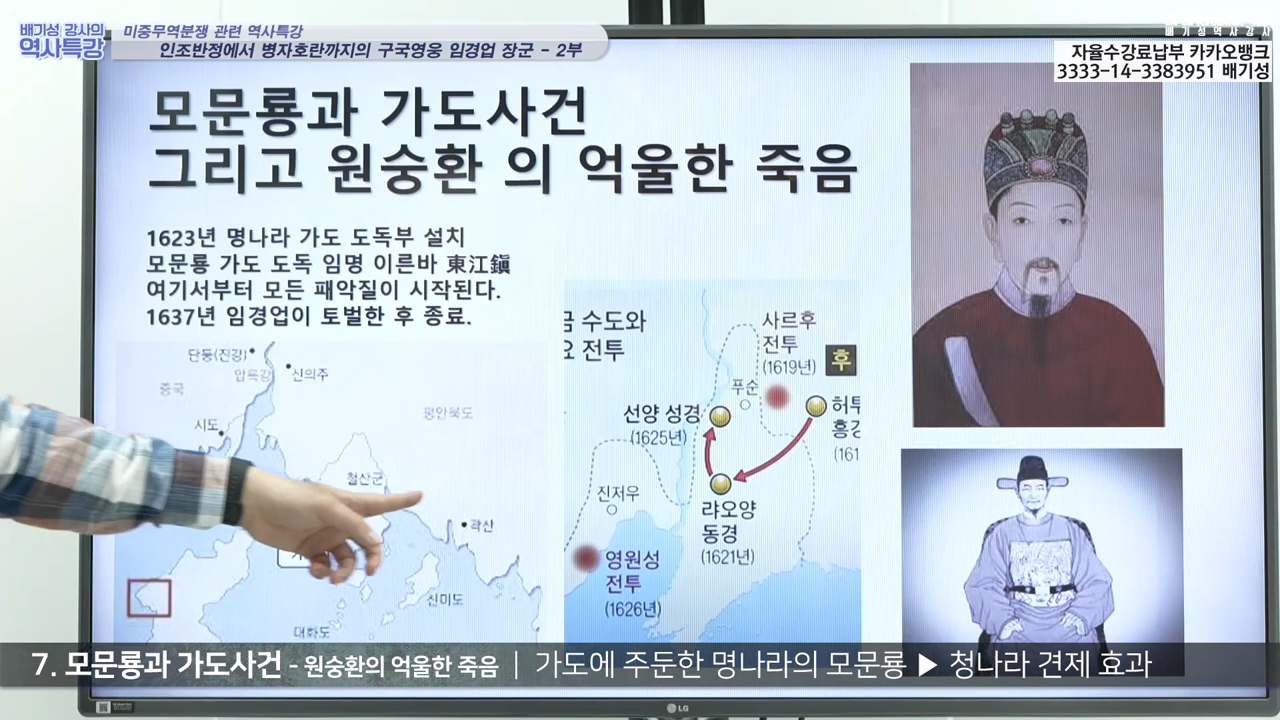 배기성 강사의
역사특강
미중무역분쟁 관련 역사특강
인조반정에서 병자호란까지의 구국영웅 임경업 장군 - 2부
배기성역사강사
자율수강료납부 카카오뱅크
3333-14-3383951 배기성
모문룡과 가도사건
그리고 원숭환 의 억울한 죽음
1623년 명나라 가도 도독부 설치
모문룡 가도 도독 임명 이른바 東江鎭
여기서부터 모든 패악질이 시작된다.
1637년 임경업이 토벌한 후 종료.
단둥(진강)
신의주
압록강
중국
평안북도
시도
철산군
곽산
신미도
대화도
금 수도와
요 전투
사르후
전투
(1619년)
후
푸순
선양 성경
(1625년)
허투
흥경
(161
진저우
랴오양
동경
(1621년)
영원성
전투
(1626년)
7. 모문룡과 가도사건 - 원숭환의 억울한 죽음 | 가도에 주둔한 명나라의 모문룡 ▶ 청나라 견제 효과
LG